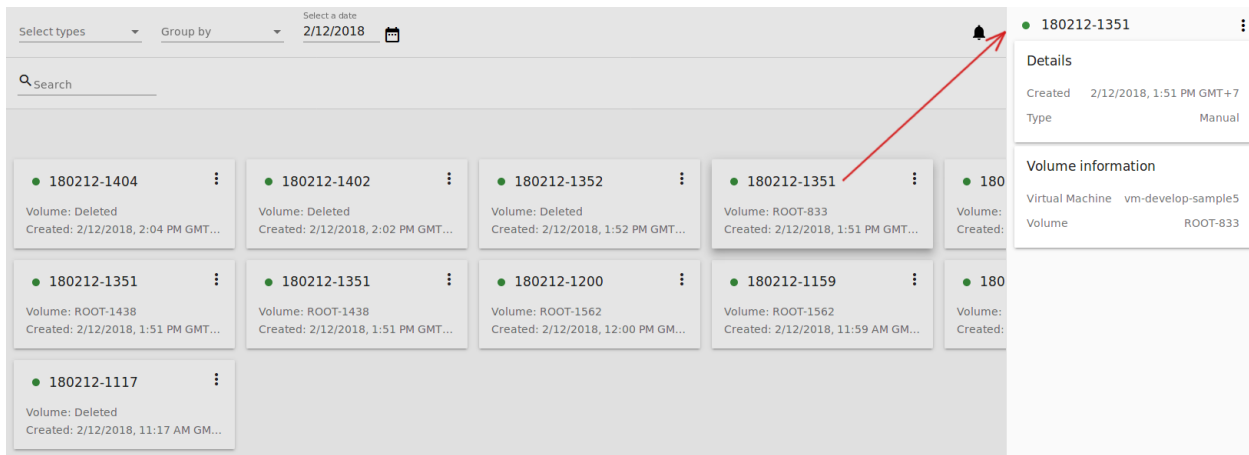 Select types
Group by
Select a date
2/12/2018
Search
180212-1404
Volume: Deleted
Created: 2/12/2018, 2:04 PM GMT...
180212-1402
Volume: Deleted
Created: 2/12/2018, 2:02 PM GMT...
180212-1352
Volume: Deleted
Created: 2/12/2018, 1:52 PM GMT...
180212-1351
Volume: ROOT-833
Created: 2/12/2018, 1:51 PM GMT...
180
Volume:
Created:
180212-1351
Volume: ROOT-1438
Created: 2/12/2018, 1:51 PM GMT...
180212-1351
Volume: ROOT-1438
Created: 2/12/2018, 1:51 PM GMT...
180212-1200
Volume: ROOT-1562
Created: 2/12/2018, 12:00 PM GM...
180212-1159
Volume: ROOT-1562
Created: 2/12/2018, 11:59 AM GM...
180
Volume:
Created:
180212-1117
Volume: Deleted
Created: 2/12/2018, 11:17 AM GM...
180212-1351
Details
Created 2/12/2018, 1:51 PM GMT+7
Type Manual
Volume information
Virtual Machine vm-develop-sample5
Volume ROOT-833